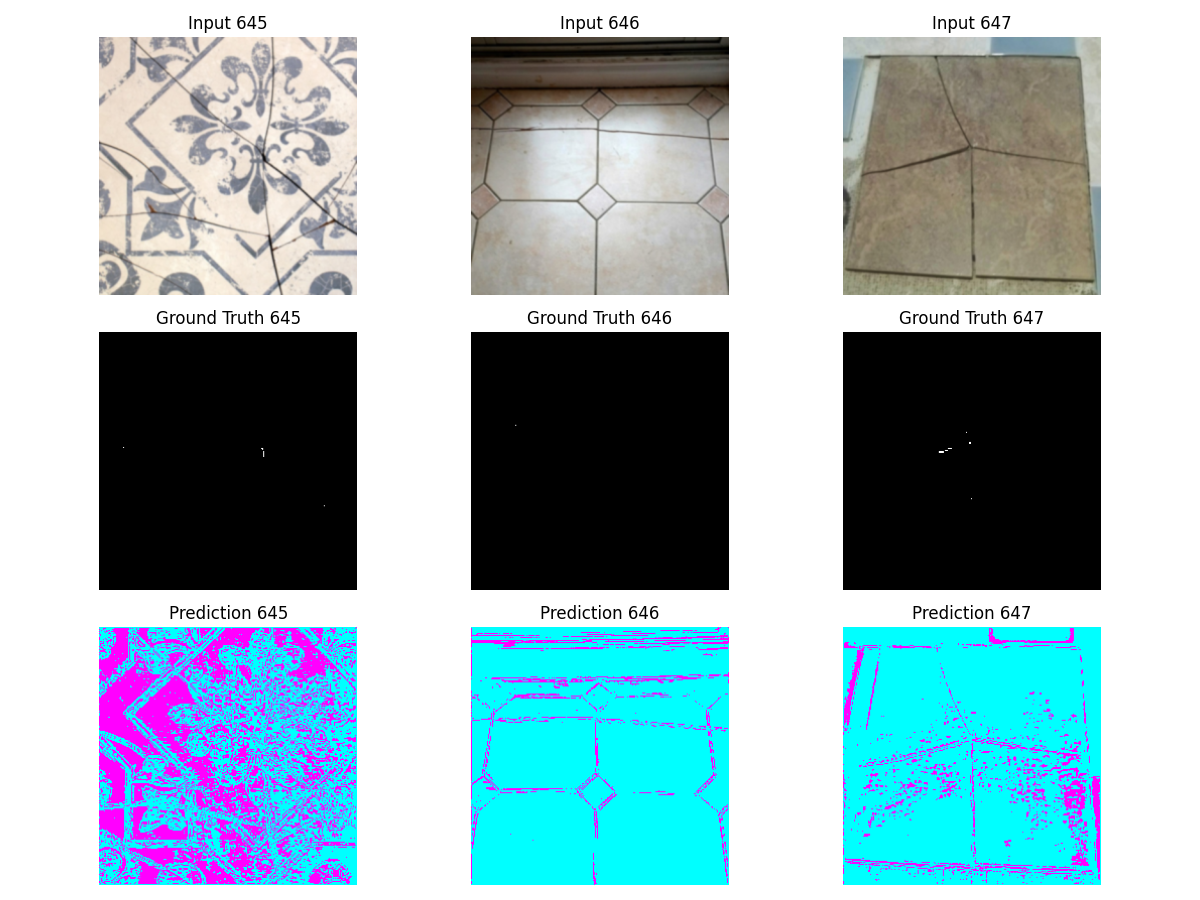 Input 645
Input 646
Input 647
Ground Truth 645
Ground Truth 646
Ground Truth 647
Prediction 645
Prediction 646
Prediction 647